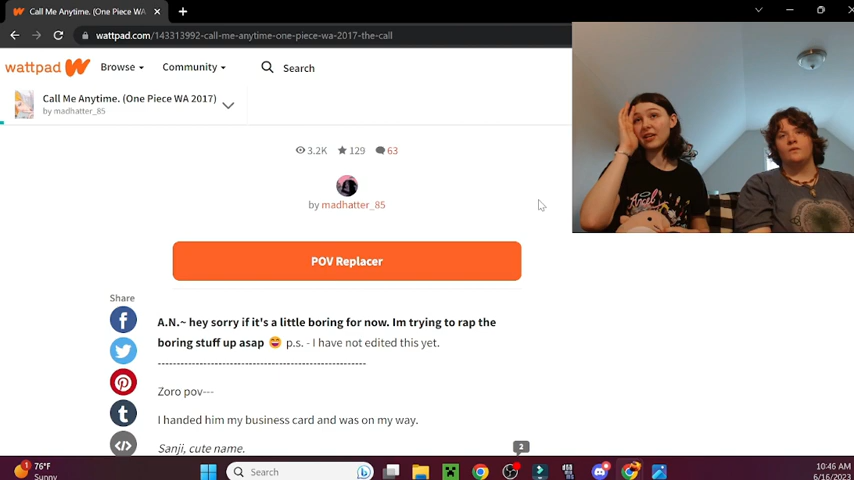 Call Me Anytime. (One Piece WA
wattpad.com/143313992-call-me-anytime-one-piece-wa-2017-the-call
wattpad Browse Community Search
Call Me Anytime. (One Piece WA 2017)
by madhatter_85
3.2K 129 63
by madhatter_85
POV Replacer
Share
A.N.~ hey sorry if it's a little boring for now. Im trying to rap the
boring stuff up asap 😄 p.s. - I have not edited this yet.
-----------------------------------------------------
Zoro pov---
I handed him my business card and was on my way.
Sanji, cute name.
2
1 76°F Sunny Search 10:46 AM
6/16/2023